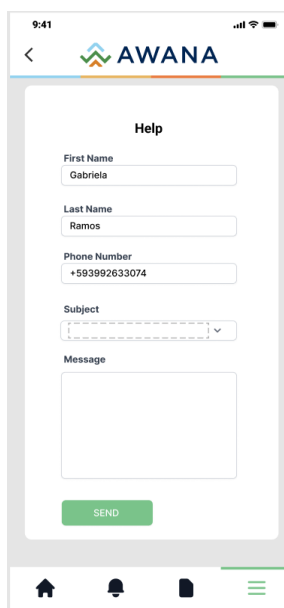 9:41
AWANA
Help
First Name
Gabriela
Last Name
Ramos
Phone Number
+593992633074
Subject
Message
SEND